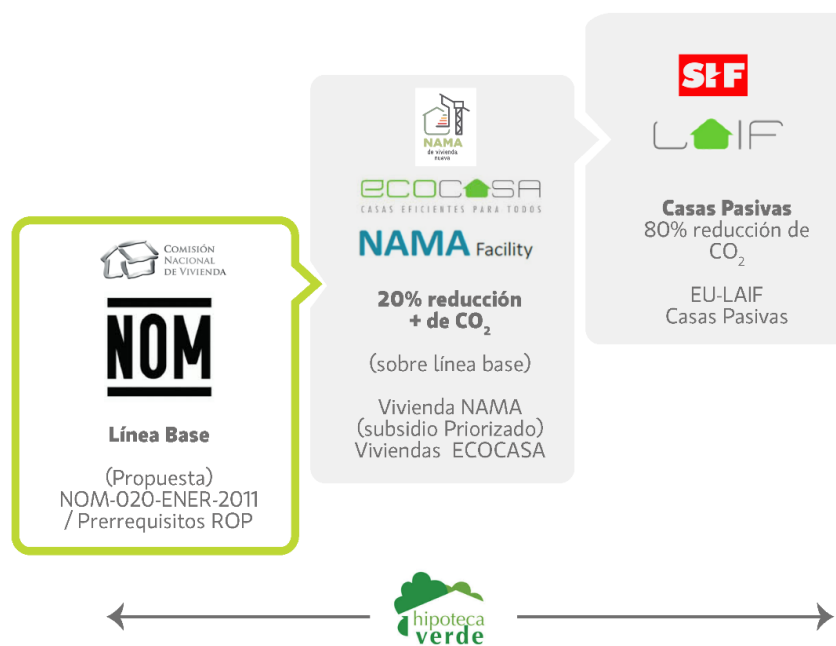 COMISIÓN
NACIONAL
DE VIVIENDA
NOM
Línea Base
(Propuesta)
NOM-020-ENER-2011
/ Prerrequisitos ROP
NAMA
de vivienda
nueva
ecocasa
CASAS EFICIENTES PARA TODOS
NAMA Facility
20% reducción
+ de CO₂
(sobre línea base)
Vivienda NAMA
(subsidio Priorizado)
Viviendas ECOCASA
SHF
LAIF
Casas Pasivas
80% reducción de
CO₂
EU-LAIF
Casas Pasivas
hipoteca
verde